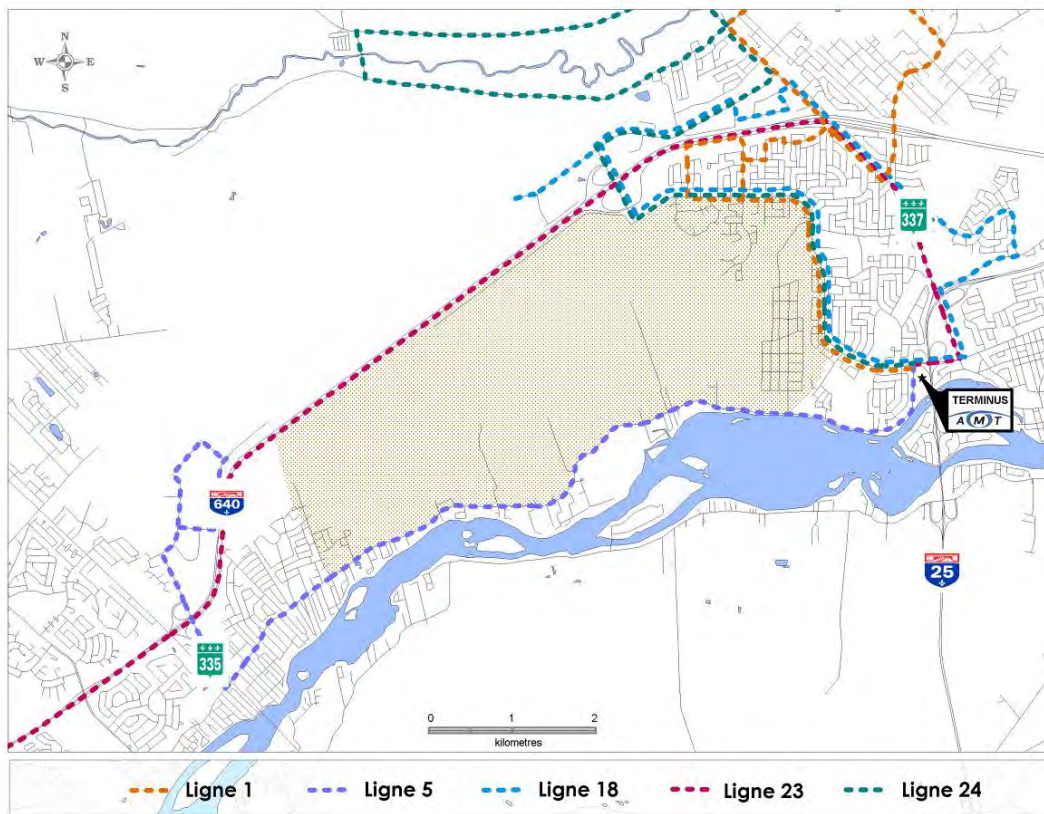 N
W E
S
337
TERMINUS
AMT
640
25
335
0 1 2
kilometres
Ligne 1 Ligne 5 Ligne 18 Ligne 23 Ligne 24